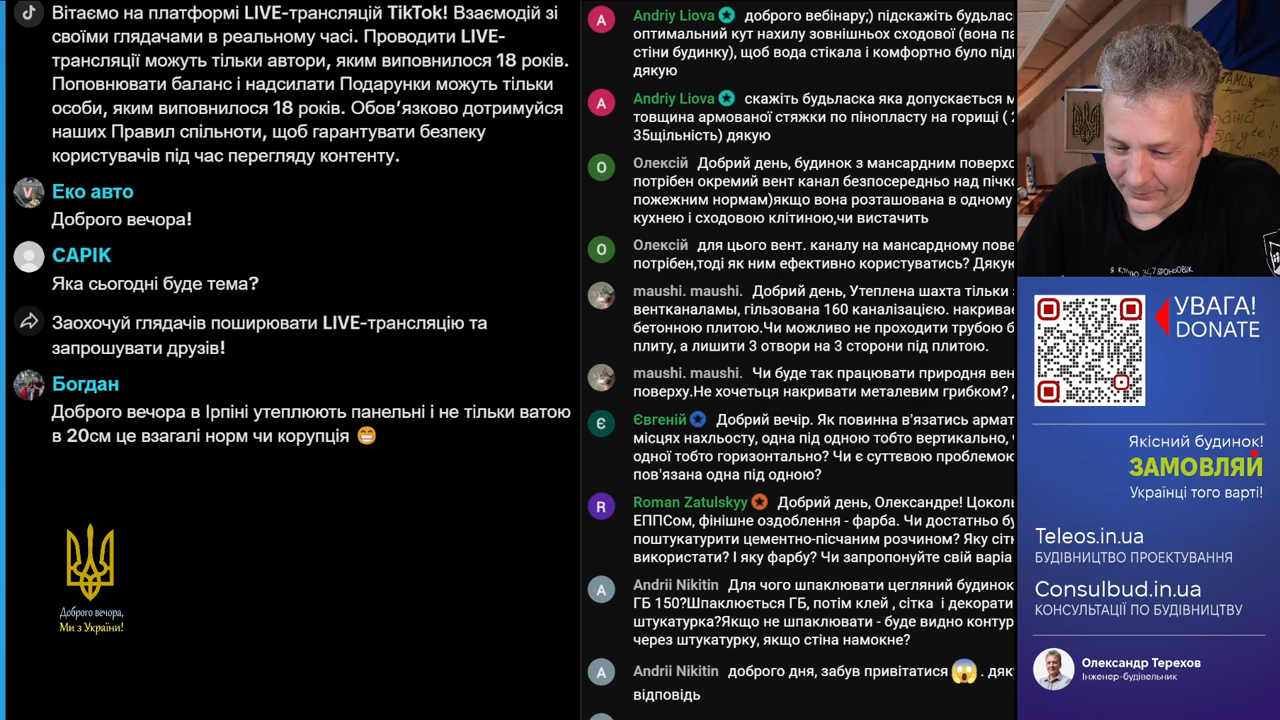 Вітаємо на платформі LIVE-трансляцій TikTok! Взаємодій зі
своїми глядачами в реальному часі. Проводити LIVE-
трансляції можуть тільки автори, яким виповнилося 18 років.
Поповнювати баланс і надсилати Подарунки можуть тільки
особи, яким виповнилося 18 років. Обов’язково дотримуйся
наших Правил спільноти, щоб гарантувати безпеку
користувачів під час перегляду контенту.
Еко авто
Доброго вечора!
САРІК
Яка сьогодні буде тема?
Заохочуй глядачів поширювати LIVE-трансляцію та
запрошувати друзів!
Богдан
Доброго вечора в Ірпіні утеплюють панельні і не тільки ватою
в 20см це взагалі норм чи корупція 😁
Доброго вечора,
Ми з України!
Andriy Liova доброго вебінару;) підскажіть будьлас
оптимальний кут нахилу зовнішньох сходової (вона па
стіни будинку), щоб вода стікала і комфортно було під
дякую
Andriy Liova скажіть будьласка яка допускається м
товщина армованої стяжки по пінопласту на горищі ( 2
35щільність) дякую
Олексій Добрий день, будинок з мансардним поверхо
потрібен окремий вент канал безпосередньо над пічко
пожежним нормам)якщо вона розташована в одному
кухнею і сходовою клітиною,чи вистачить
Олексій для цього вент. каналу на мансардному пове
потрібен,тоді як ним ефективно користуватись? Дякую
maushi. maushi. Добрий день, Утеплена шахта тільки з
вентканаламы, гільзована 160 каналізацією. накриває
бетонною плитою.Чи можливо не проходити трубою б
плиту, а лишити 3 отвори на 3 сторони під плитою.
maushi. maushi. Чи буде так працювати природня вен
поверху.Не хочеться накривати металевим грибком?
Євгеній Добрий вечір. Як повинна в’язатись армат
місцях нахльосту, одна під одною тобто вертикально,
одної тобто горизонтально? Чи є суттєвою проблемою
пов’язана одна під одною?
Roman Zatulskyy Добрий день, Олександре! Цоколь
ЕППСом, фінішне оздоблення - фарба. Чи достатньо бу
поштукатурити цементно-пісчаним розчином? Яку сіт
використати? І яку фарбу? Чи запропонуйте свій варіа
Andrii Nikitin Для чого шпаклювати цегляний будинок
ГБ 150?Шпаклюється ГБ, потім клей , сітка і декорати
штукатурка?Якщо не шпаклювати - буде видно контур
через штукатурку, якщо стіна намокне?
Andrii Nikitin доброго дня, забув привітатися 😱 . дяку
відповідь
УВАГА!
DONATE
Якісний будинок!
ЗАМОВЛЯЙ
Українці того варті!
Teleos.in.ua
БУДІВНИЦТВО ПРОЕКТУВАННЯ
Consulbud.in.ua
КОНСУЛЬТАЦІЇ ПО БУДІВНИЦТВУ
Олександр Терехов
Інженер-будівельник